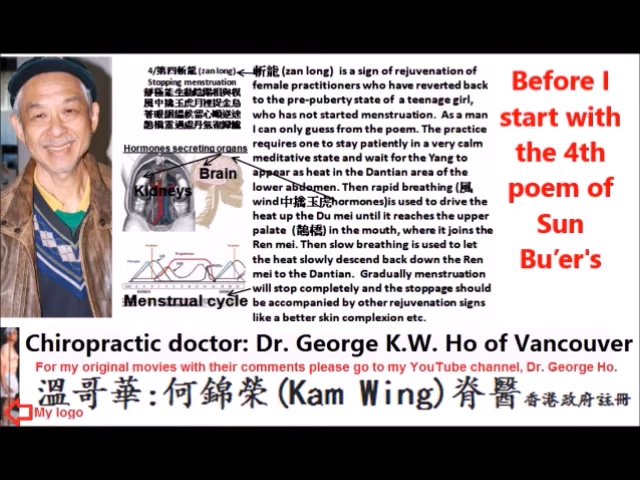 4/第四斬龍 (zan long)
Stopping menstruation
Hormones secreting organs
Kidneys
Brain
Menstrual cycle
斬龍 (zan long) is a sign of rejuvenation of
female practitioners who have reverted back
to the pre-puberty state of a teenage girl,
who has not started menstruation. As a man
I can only guess from the poem. The practice
requires one to stay patiently in a very calm
meditative state and wait for the Yang to
appear as heat in the Dantian area of the
lower abdomen. Then rapid breathing (風
wind中擒玉虎hormones)is used to drive the
heat up the Du mei until it reaches the upper
palate (鵲橋) in the mouth, where it joins the
Ren mei. Then slow breathing is used to let
the heat slowly descend back down the Ren
mei to the Dantian. Gradually menstruation
will stop completely and the stoppage should
be accompanied by other rejuvenation signs
like a better skin complexion etc.
Before I
start with
the 4th
poem of
Sun
Bu’er's
Chiropractic doctor: Dr. George K.W. Ho of Vancouver
For my original movies with their comments please go to my YouTube channel, Dr. George Ho.
溫哥華:何錦榮(Kam Wing)脊醫香港政府註冊
My logo